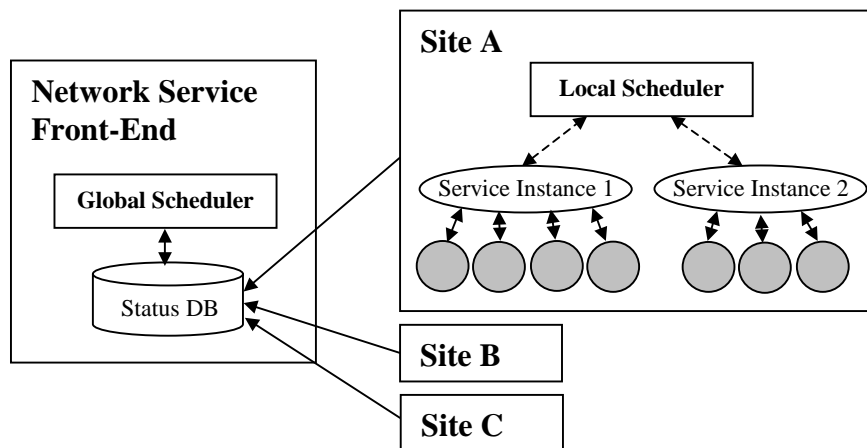 Network Service
Front-End
Global Scheduler
Status DB
Site A
Local Scheduler
Service Instance 1
Service Instance 2
Site B
Site C